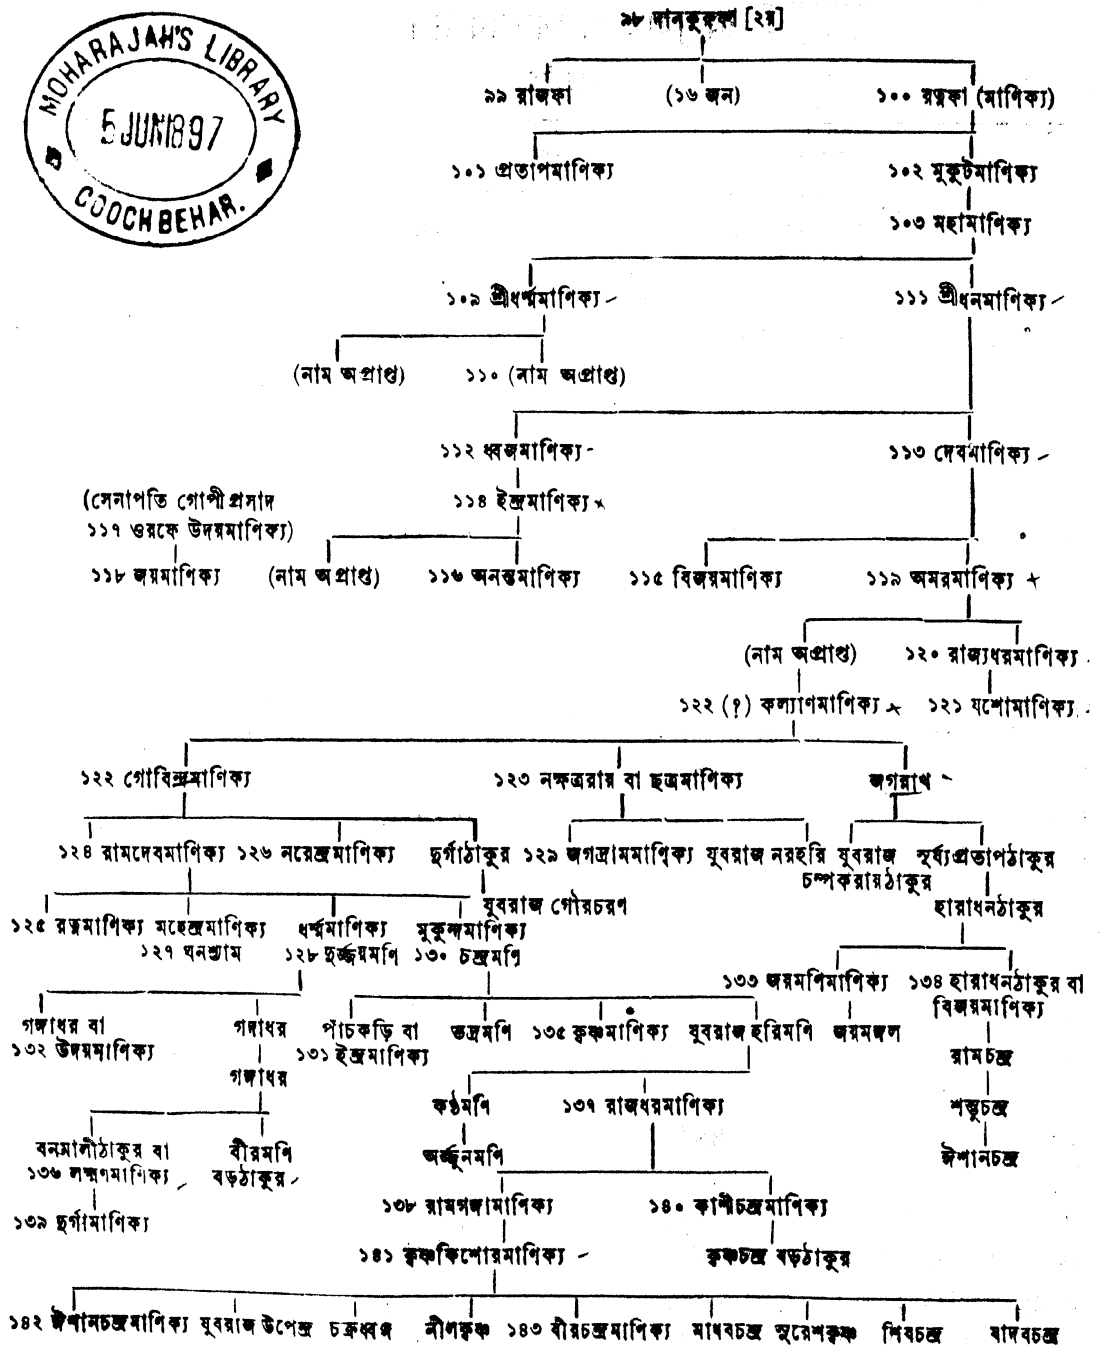 MOHARAJAH'S LIBRARY
5 JUN 1897
COOCH BEHAR.
৯৮ দানকুরুফা [২য়]
৯৯ রাজফা (১৬ জন) ১০০ রত্নফা (মাণিক্য)
১০১ প্রতাপমাণিক্য ১০২ মুকুটমাণিক্য
১০৩ মহামাণিক্য
১০৯ শ্রীধর্ম্মমাণিক্য ১১১ শ্রীধনমাণিক্য
(নাম অপ্রাপ্ত) ১১০ (নাম অপ্রাপ্ত)
১১২ ধ্বজমাণিক্য ১১৩ দেবমাণিক্য
(সেনাপতি গোপীপ্রসাদ ১১৪ ইন্দ্রমাণিক্য
১১৭ ওরফে উদয়মাণিক্য)
১১৮ জয়মাণিক্য (নাম অপ্রাপ্ত) ১১৬ অনন্তমাণিক্য ১১৫ বিজয়মাণিক্য ১১৯ অমরমাণিক্য
(নাম অপ্রাপ্ত) ১২০ রাজ্যধরমাণিক্য
১২২ (?) কল্যাণমাণিক্য ১২১ যশোমাণিক্য
১২২ গোবিন্দমাণিক্য ১২৩ নক্ষত্ররায় বা ছত্রমাণিক্য জগন্নাথ
১২৪ রামদেবমাণিক্য ১২৬ নরেন্দ্রমাণিক্য দুর্গাঠাকুর ১২৯ জগত্রামমাণিক্য যুবরাজ নরহরি যুবরাজ সূর্য্যপ্রতাপঠাকুর
চম্পকরায়ঠাকুর
যুবরাজ গৌরচরণ হারাধনঠাকুর
১২৫ রত্নমাণিক্য মহেন্দ্রমাণিক্য ধর্ম্মমাণিক্য মুকুন্দমাণিক্য
১২৭ ঘনশ্যাম ১২৮ দুর্জ্জয়মণি ১৩০ চন্দ্রমণি
১৩৩ জয়মণিমাণিক্য ১৩৪ হারাধনঠাকুর বা
বিজয়মাণিক্য
গঙ্গাধর বা গঙ্গাধর পাঁচকড়ি বা ভদ্রমণি ১৩৫ কৃষ্ণমাণিক্য যুবরাজ হরিমণি জয়মঙ্গল
১৩২ উদয়মাণিক্য ১৩১ ইন্দ্রমাণিক্য রামচন্দ্র
গঙ্গাধর
কণ্ঠমণি ১৩৭ রাজধরমাণিক্য শম্ভুচন্দ্র
বনমালীঠাকুর বা বীরমণি অর্জ্জুনমণি ঈশানচন্দ্র
১৩৬ লক্ষ্মণমাণিক্য বড়ঠাকুর
১৩৯ দুর্গামাণিক্য ১৩৮ রামগঙ্গামাণিক্য ১৪০ কাশীচন্দ্রমাণিক্য
১৪১ কৃষ্ণকিশোরমাণিক্য কৃষ্ণচন্দ্র বড়ঠাকুর
১৪২ ঈশানচন্দ্রমাণিক্য যুবরাজ উপেন্দ্র চক্রধ্বজ নীলকৃষ্ণ ১৪৩ বীরচন্দ্রমাণিক্য মাধবচন্দ্র সুরেশকৃষ্ণ শিবচন্দ্র যাদবচন্দ্র